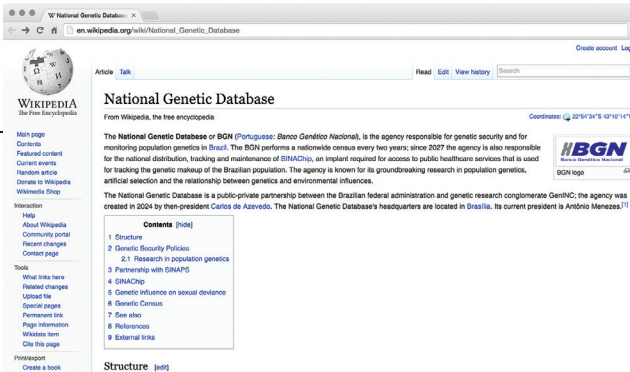 National Genetic Database
en.wikipedia.org/wiki/National_Genetic_Database
Create account Log
Article Talk
Read Edit View history Search
WIKIPEDIA
The Free Encyclopedia
Main page
Contents
Featured content
Current events
Random article
Donate to Wikipedia
Wikimedia Shop
Interaction
Help
About Wikipedia
Community portal
Recent changes
Contact page
Tools
What links here
Related changes
Upload file
Special pages
Permanent link
Page information
Wikidata item
Cite this page
Print/export
Create a book
National Genetic Database
From Wikipedia, the free encyclopedia
Coordinates: 22°54′34″S 43°10′14″
The National Genetic Database or BGN (Portuguese: Banco Genético Nacional), is the agency responsible for genetic security and for
monitoring population genetics in Brazil. The BGN performs a nationwide census every two years; since 2027 the agency is also responsible
for the national distribution, tracking and maintenance of SINAChip, an implant required for access to public healthcare services that is used
for tracking the genetic makeup of the Brazilian population. The agency is known for its groundbreaking research in population genetics,
artificial selection and the relationship between genetics and environmental influences.
BGN
Banco Genético Nacional
BGN logo
The National Genetic Database is a public-private partnership between the Brazilian federal administration and genetic research conglomerate GenINC; the agency was
created in 2024 by then-president Carlos de Azevedo. The National Genetic Database's headquarters are located in Brasília. Its current president is Antônio Menezes.[1]
Contents [hide]
1 Structure
2 Genetic Security Policies
2.1 Research in population genetics
3 Partnership with SINAPS
4 SINAChip
5 Genetic influence on sexual deviance
6 Genetic Census
7 See also
8 References
9 External links
Structure [edit]